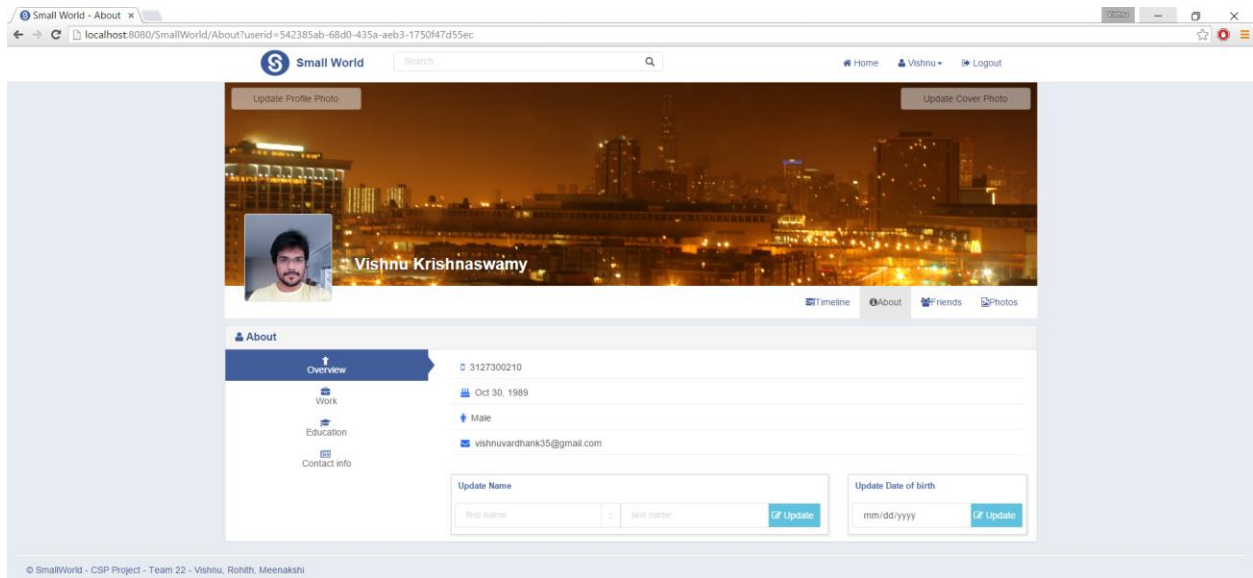 Small World - About
Vishnu
localhost:8080/SmallWorld/About?userid=542385ab-68d0-435a-aeb3-1750f47d55ec
Small World
Search...
Home
Vishnu
Logout
Update Profile Photo
Update Cover Photo
Vishnu Krishnaswamy
Timeline
About
Friends
Photos
About
Overview
Work
Education
Contact info
3127300210
Oct 30, 1989
Male
vishnuvardhank35@gmail.com
Update Name
first name : last name Update
Update Date of birth
mm/dd/yyyy Update
© SmallWorld - CSP Project - Team 22 - Vishnu, Rohith, Meenakshi